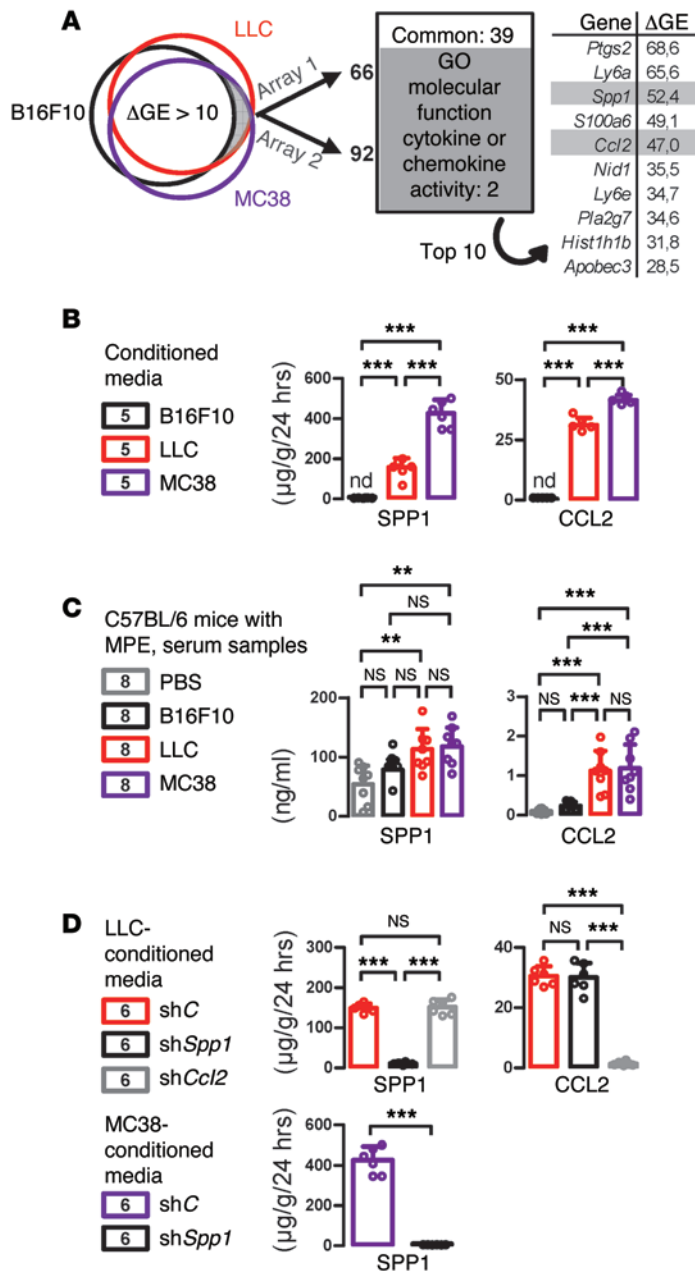 A
LLC
B16F10
ΔGE > 10
MC38
Array 1
Array 2
66
92
Common: 39
GO
molecular
function
cytokine or
chemokine
activity: 2
Top 10
Gene ΔGE
Ptgs2 68,6
Ly6a 65,6
Spp1 52,4
S100a6 49,1
Ccl2 47,0
Nid1 35,5
Ly6e 34,7
Pla2g7 34,6
Hist1h1b 31,8
Apobec3 28,5
B
Conditioned
media
5 B16F10
5 LLC
5 MC38
(µg/g/24 hrs)
600
400
200
0
***
*** ***
nd
SPP1
50
25
0
***
*** ***
nd
CCL2
C
C57BL/6 mice with
MPE, serum samples
8 PBS
8 B16F10
8 LLC
8 MC38
(ng/ml)
200
100
0
**
NS
**
NS NS NS
SPP1
3
2
1
0
***
***
***
NS *** NS
CCL2
D
LLC-
conditioned
media
6 shC
6 shSpp1
6 shCcl2
(µg/g/24 hrs)
300
200
100
0
NS
*** ***
SPP1
40
20
0
***
NS ***
CCL2
MC38-
conditioned
media
6 shC
6 shSpp1
(µg/g/24 hrs)
600
400
200
0
***
SPP1